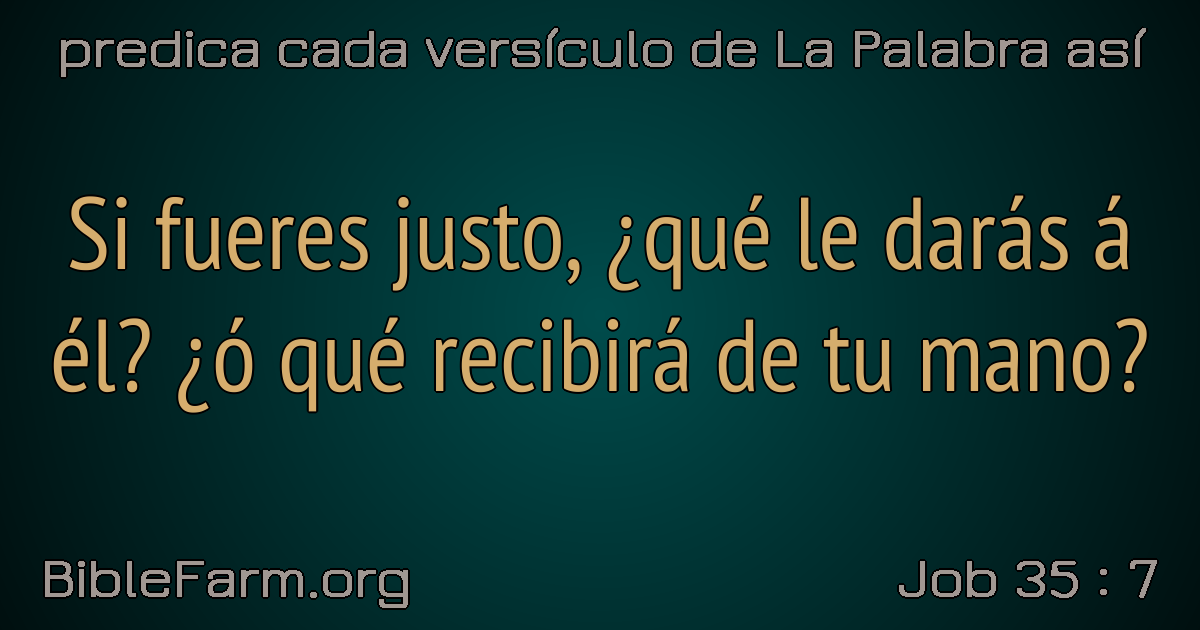 predica cada versículo de La Palabra así
Si fueres justo, ¿qué le darás á
él? ¿ó qué recibirá de tu mano?
BibleFarm.org
Job 35 : 7